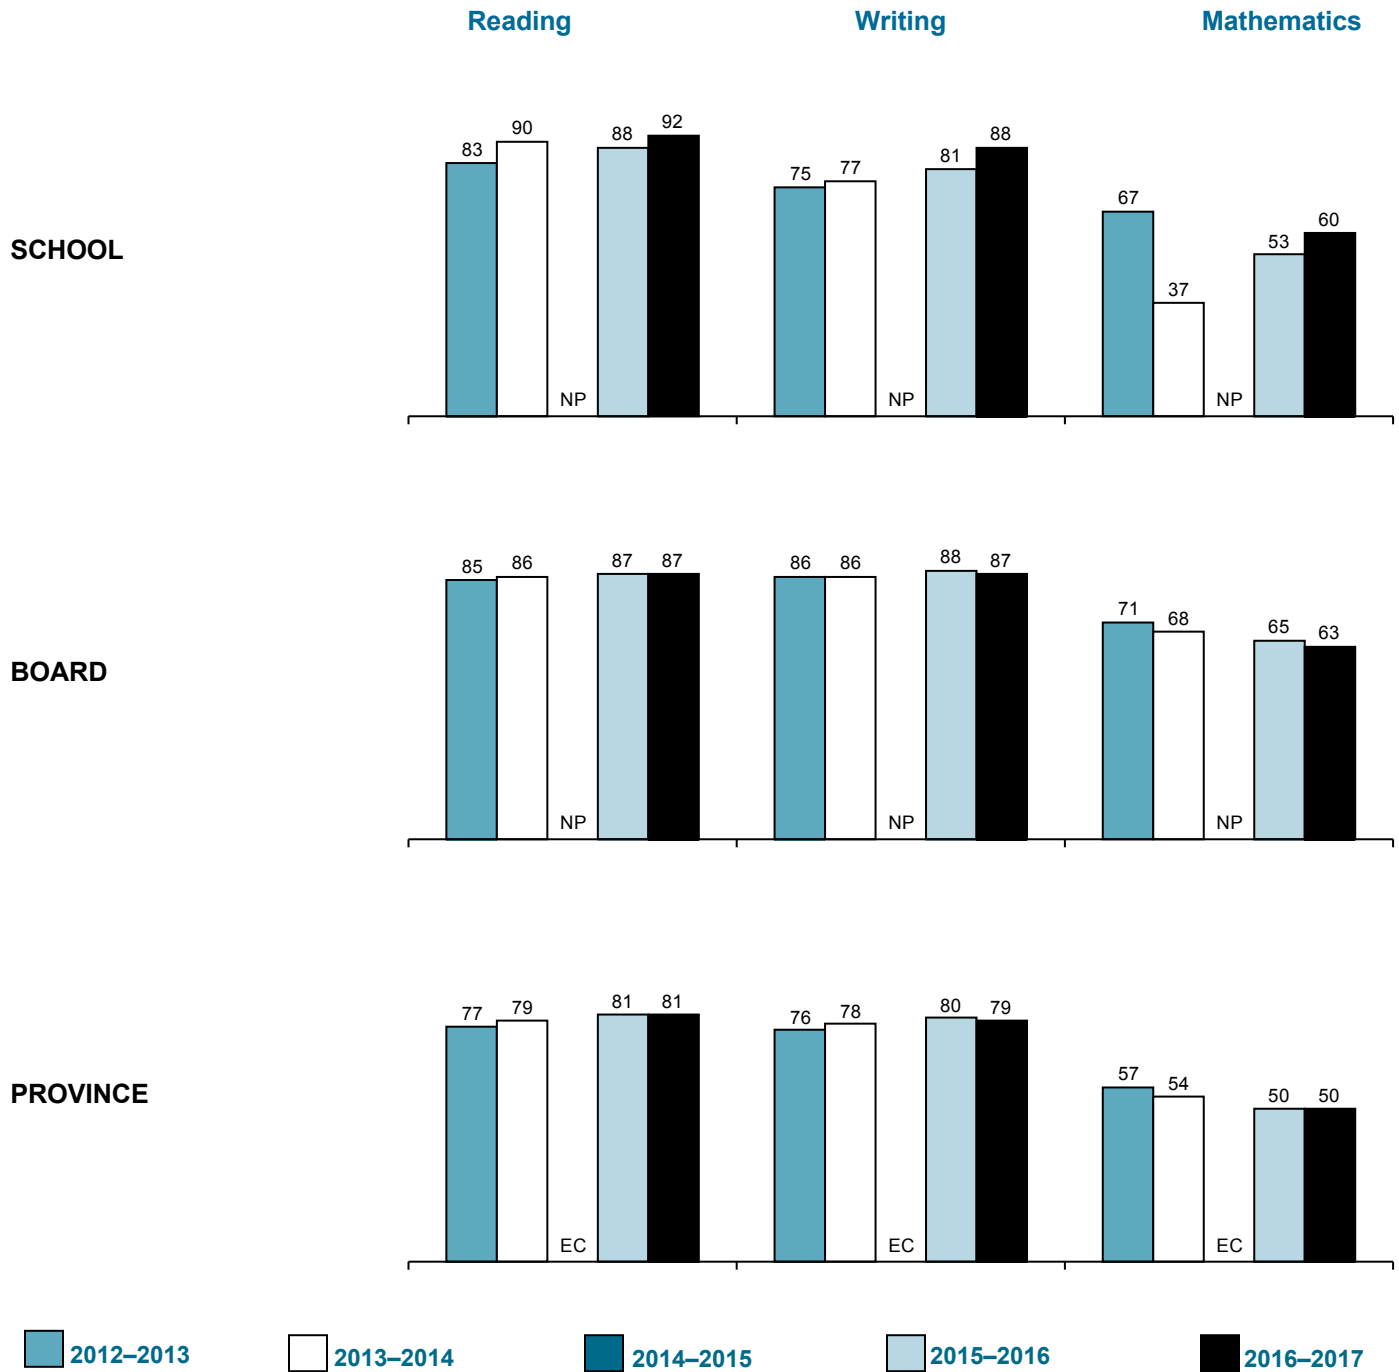 Reading Writing Mathematics
SCHOOL
83 90 NP 88 92 75 77 NP 81 88 67 37 NP 53 60
BOARD
85 86 NP 87 87 86 86 NP 88 87 71 68 NP 65 63
PROVINCE
77 79 EC 81 81 76 78 EC 80 79 57 54 EC 50 50
2012–2013 2013–2014 2014–2015 2015–2016 2016–2017